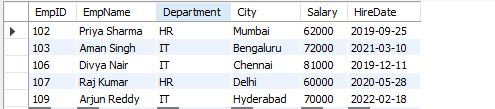 EmpID EmpName Department City Salary HireDate
102 Priya Sharma HR Mumbai 62000 2019-09-25
103 Aman Singh IT Bengaluru 72000 2021-03-10
106 Divya Nair IT Chennai 81000 2019-12-11
107 Raj Kumar HR Delhi 60000 2020-05-28
109 Arjun Reddy IT Hyderabad 70000 2022-02-18